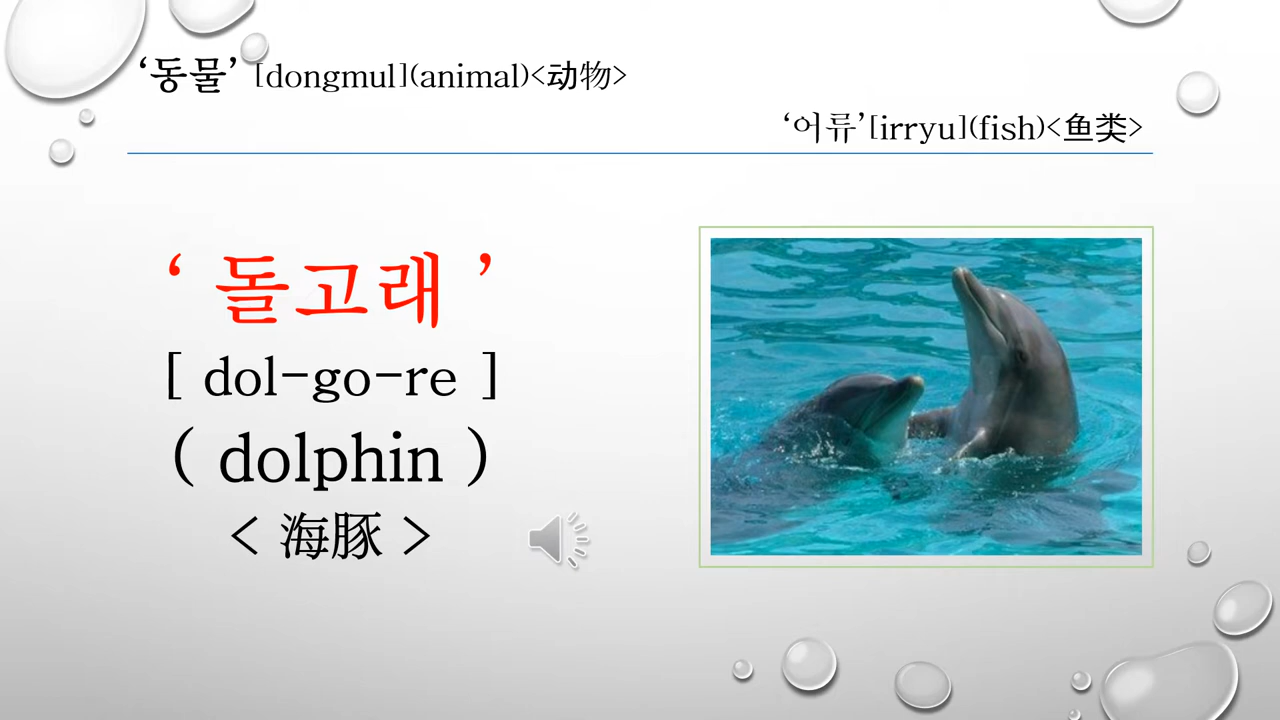 ‘동물’ [dongmul](animal)<动物>
‘어류’[irryu](fish)<鱼类>
‘ 돌고래 ’
[ dol-go-re ]
( dolphin )
< 海豚 >